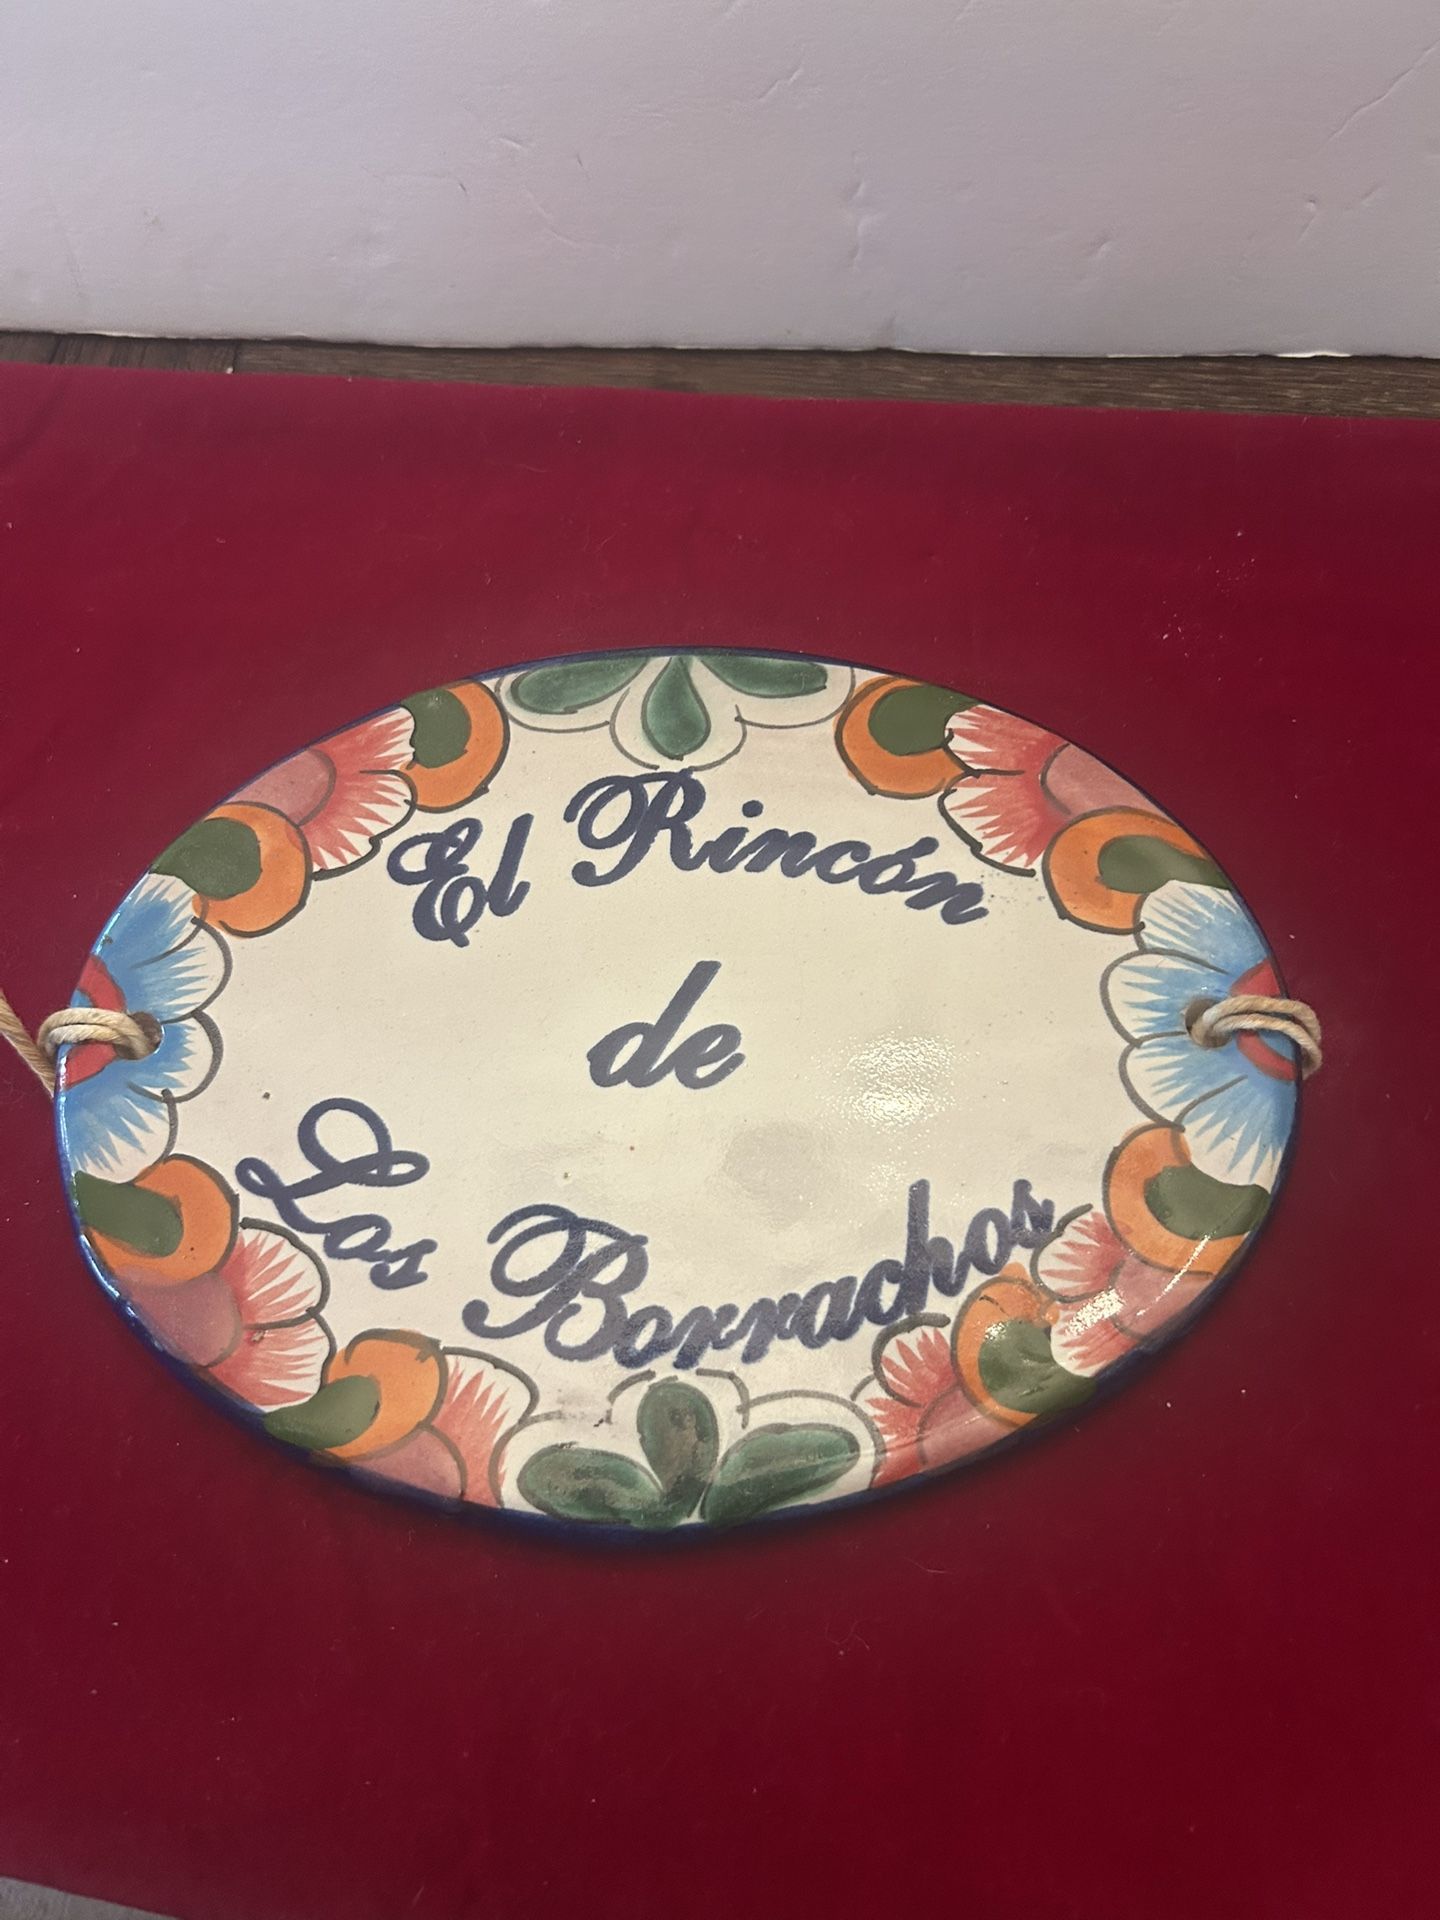 El Rincón
de
Los Borrachos